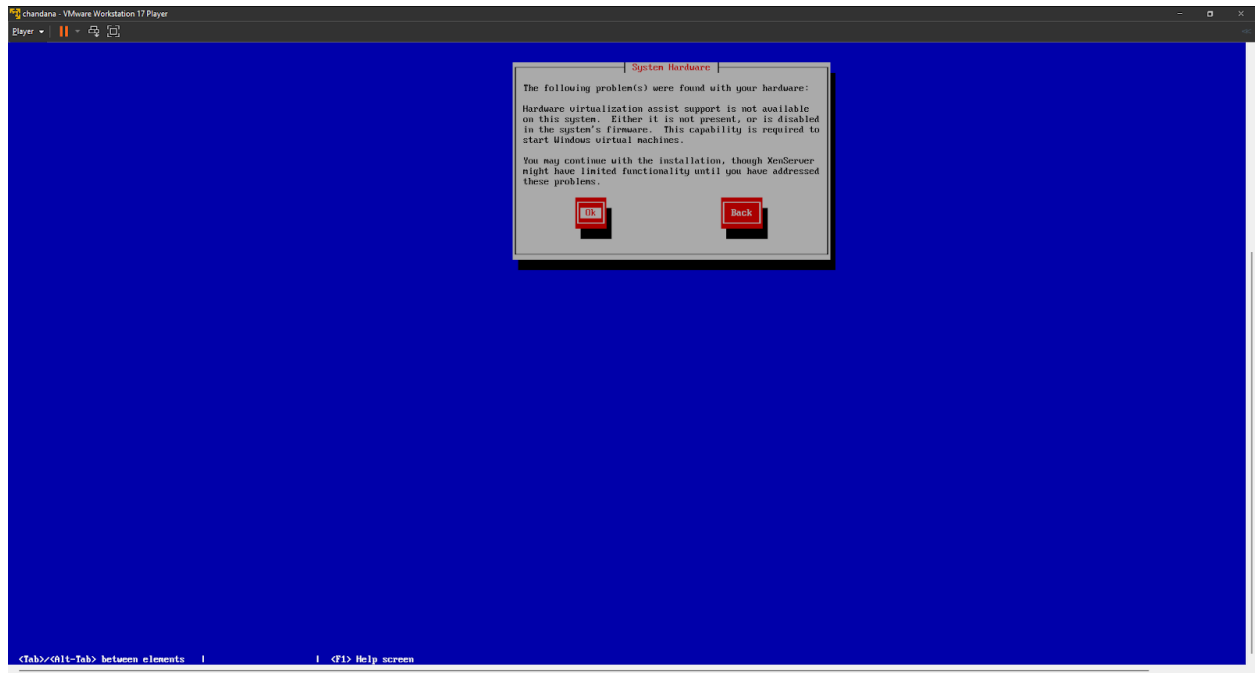 chandana - VMware Workstation 17 Player
Player
System Hardware
The following problem(s) were found with your hardware:
Hardware virtualization assist support is not available
on this system. Either it is not present, or is disabled
in the system's firmware. This capability is required to
start Windows virtual machines.
You may continue with the installation, though XenServer
might have limited functionality until you have addressed
these problems.
Ok Back
<Tab>/<Alt-Tab> between elements | | <F1> Help screen